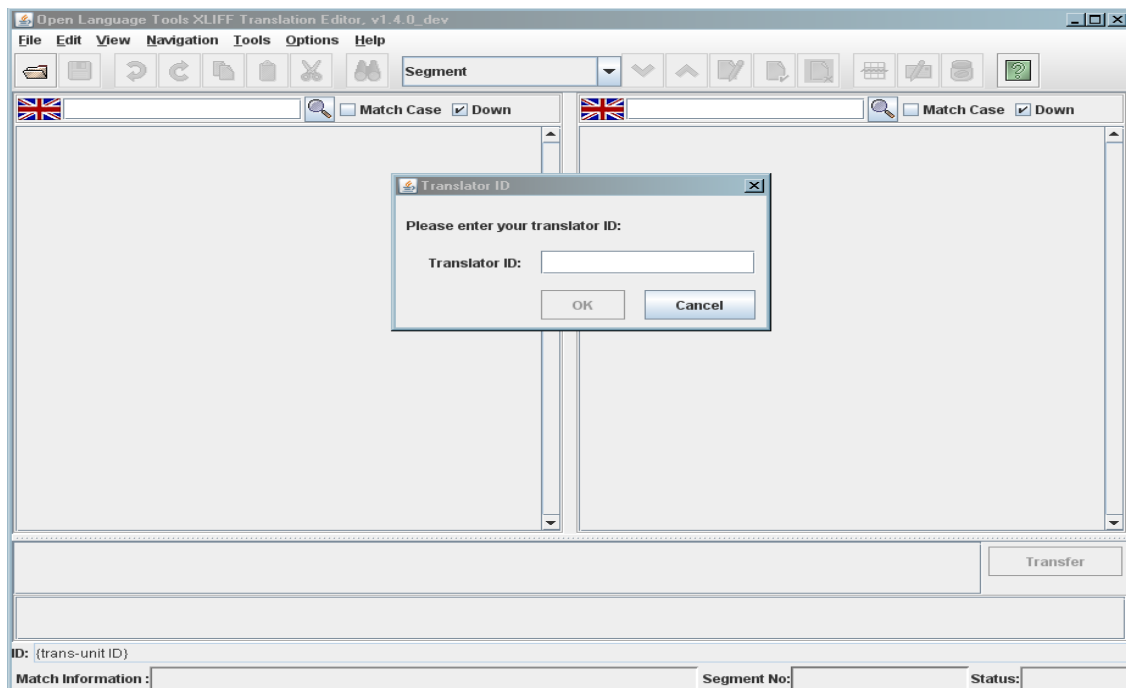 Open Language Tools XLIFF Translation Editor, v1.4.0_dev
File Edit View Navigation Tools Options Help
Segment
Match Case Down
Match Case Down
Translator ID
Please enter your translator ID:
Translator ID:
OK Cancel
Transfer
ID: {trans-unit ID}
Match Information : Segment No: Status: